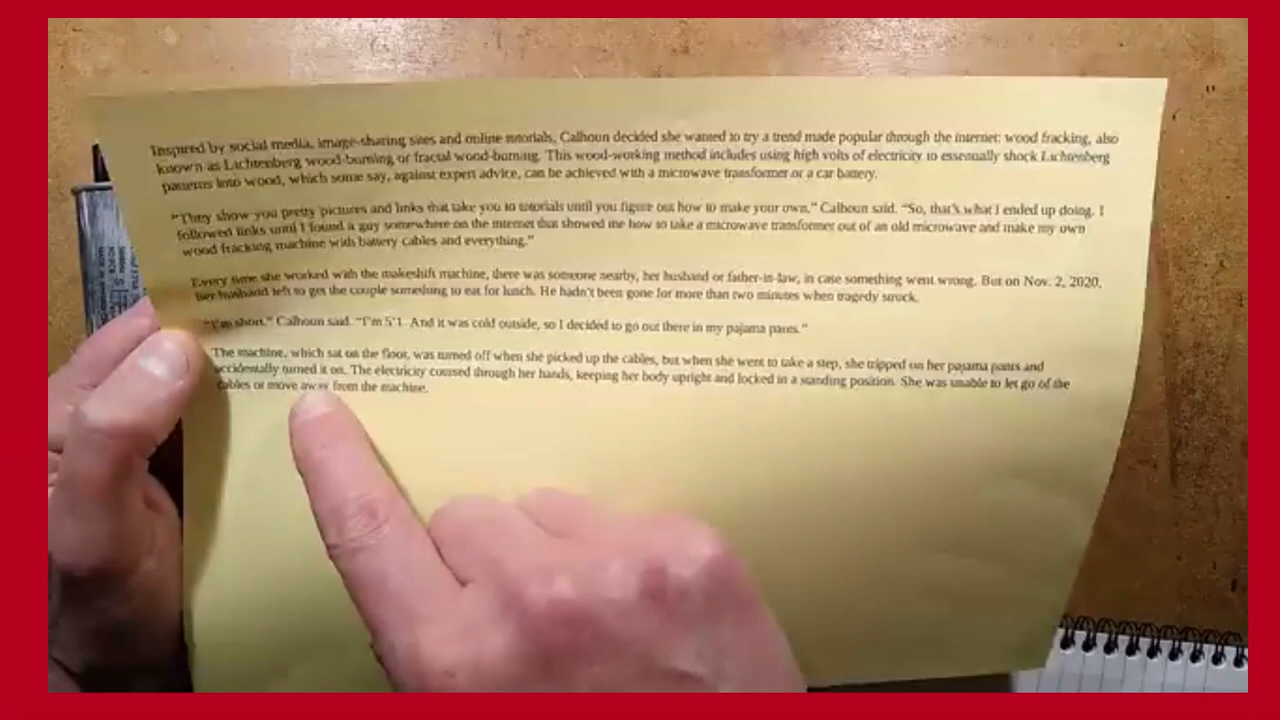 Inspired by social media, image-sharing sites and online tutorials, Calhoun decided she wanted to try a trend made popular through the internet: wood fracking, also
known as Lichtenberg wood-burning or fractal wood-burning. This wood-working method includes using high volts of electricity to essentially shock Lichtenberg
patterns into wood, which some say, against expert advice, can be achieved with a microwave transformer or a car battery.
“They show you pretty pictures and links that take you to tutorials until you figure out how to make your own,” Calhoun said. “So, that’s what I ended up doing. I
followed links until I found a guy somewhere on the internet that showed me how to take a microwave transformer out of an old microwave and make my own
wood fracking machine with battery cables and everything.”
Every time she worked with the makeshift machine, there was someone nearby, her husband or father-in-law, in case something went wrong. But on Nov. 2, 2020,
her husband left to get the couple something to eat for lunch. He hadn’t been gone for more than two minutes when tragedy struck.
“I’m short,” Calhoun said. “I’m 5’1. And it was cold outside, so I decided to go out there in my pajama pants.”
The machine, which sat on the floor, was turned off when she picked up the cables, but when she went to take a step, she tripped on her pajama pants and
accidentally turned it on. The electricity coursed through her hands, keeping her body upright and locked in a standing position. She was unable to let go of the
cables or move away from the machine.